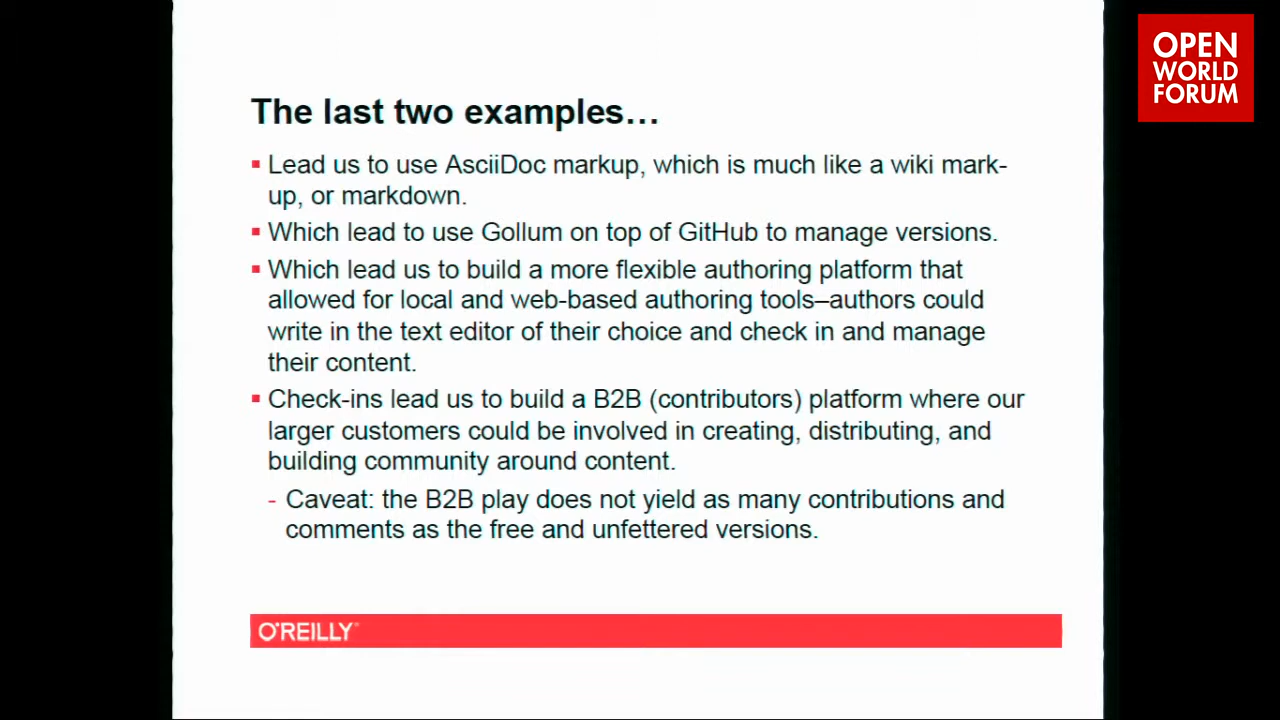 OPEN
WORLD
FORUM
The last two examples…
Lead us to use AsciiDoc markup, which is much like a wiki mark-
up, or markdown.
Which lead to use Gollum on top of GitHub to manage versions.
Which lead us to build a more flexible authoring platform that
allowed for local and web-based authoring tools–authors could
write in the text editor of their choice and check in and manage
their content.
Check-ins lead us to build a B2B (contributors) platform where our
larger customers could be involved in creating, distributing, and
building community around content.
- Caveat: the B2B play does not yield as many contributions and
comments as the free and unfettered versions.
O'REILLY